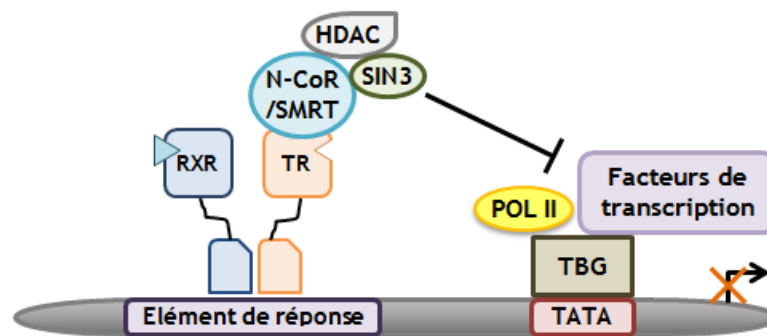 HDAC
N-CoR
/SMRT
SIN3
RXR
TR
POL II
Facteurs de
transcription
TBG
Elément de réponse
TATA